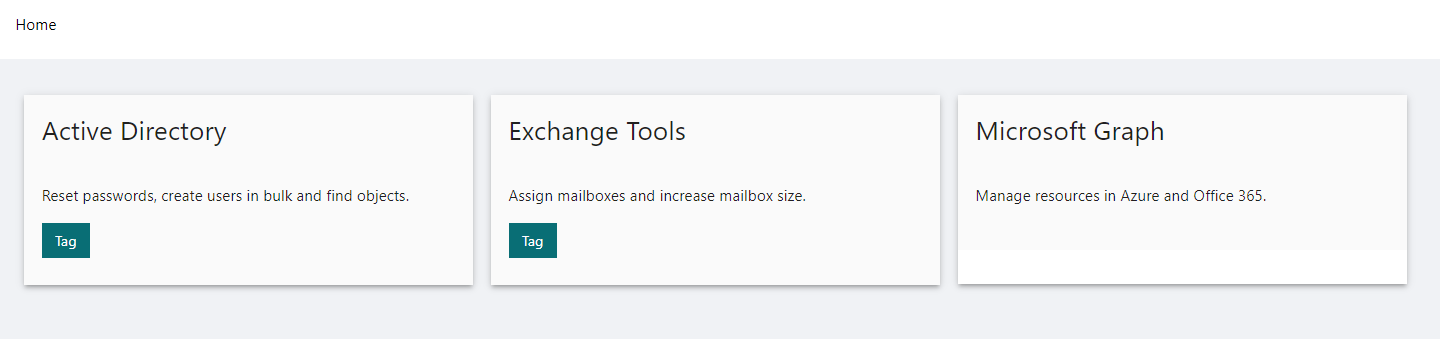 Home
Active Directory
Reset passwords, create users in bulk and find objects.
Tag
Exchange Tools
Assign mailboxes and increase mailbox size.
Tag
Microsoft Graph
Manage resources in Azure and Office 365.